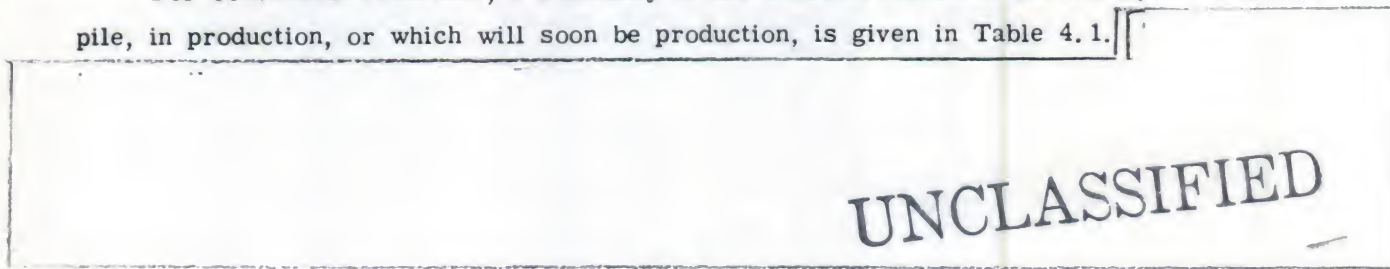 pile, in production, or which will soon be production, is given in Table 4.1.
UNCLASSIFIED